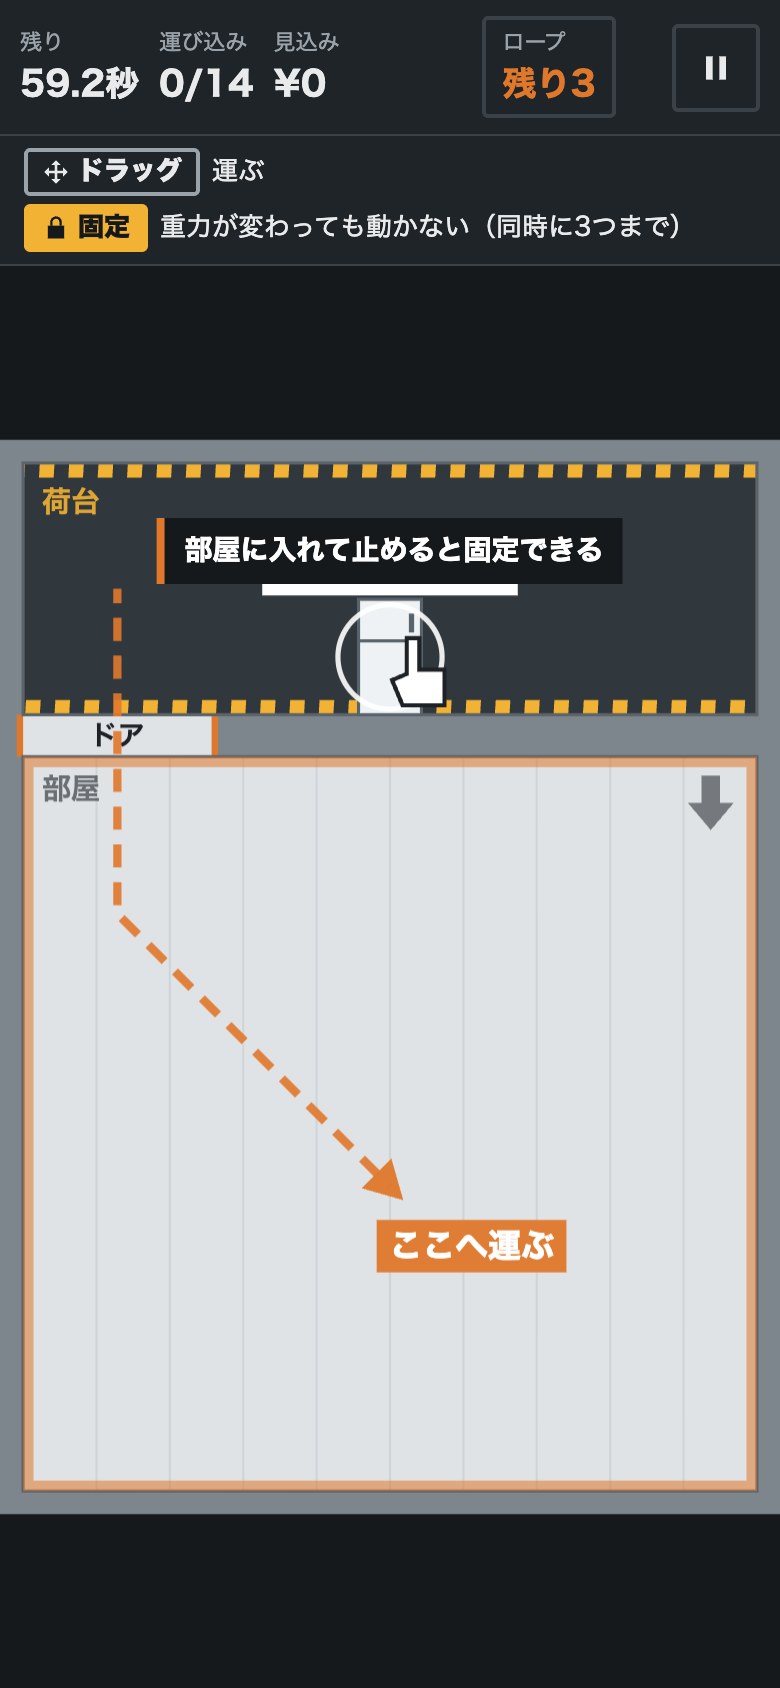 残り 運び込み 見込み ロープ
59.2秒 0/14 ¥0 残り3
ドラッグ 運ぶ
固定 重力が変わっても動かない（同時に3つまで）
荷台
部屋に入れて止めると固定できる
ドア
部屋
ここへ運ぶ